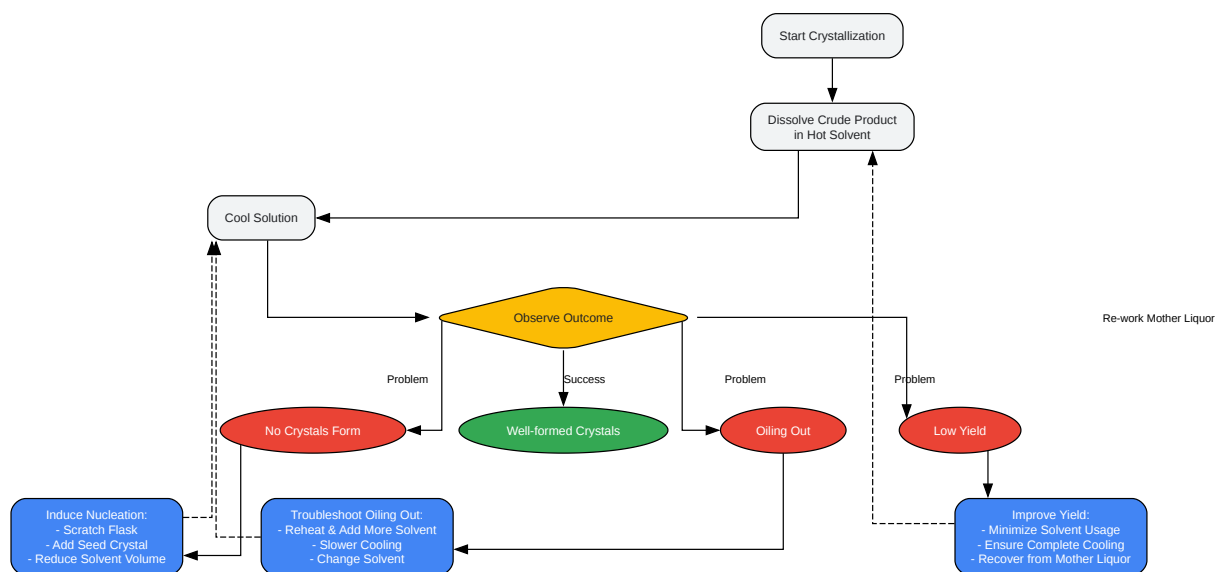 Start Crystallization
Dissolve Crude Product
in Hot Solvent
Cool Solution
Observe Outcome
Re-work Mother Liquor
Problem
Success
Problem
Problem
No Crystals Form
Well-formed Crystals
Oiling Out
Low Yield
Induce Nucleation:
- Scratch Flask
- Add Seed Crystal
- Reduce Solvent Volume
Troubleshoot Oiling Out:
- Reheat & Add More Solvent
- Slower Cooling
- Change Solvent
Improve Yield:
- Minimize Solvent Usage
- Ensure Complete Cooling
- Recover from Mother Liquor